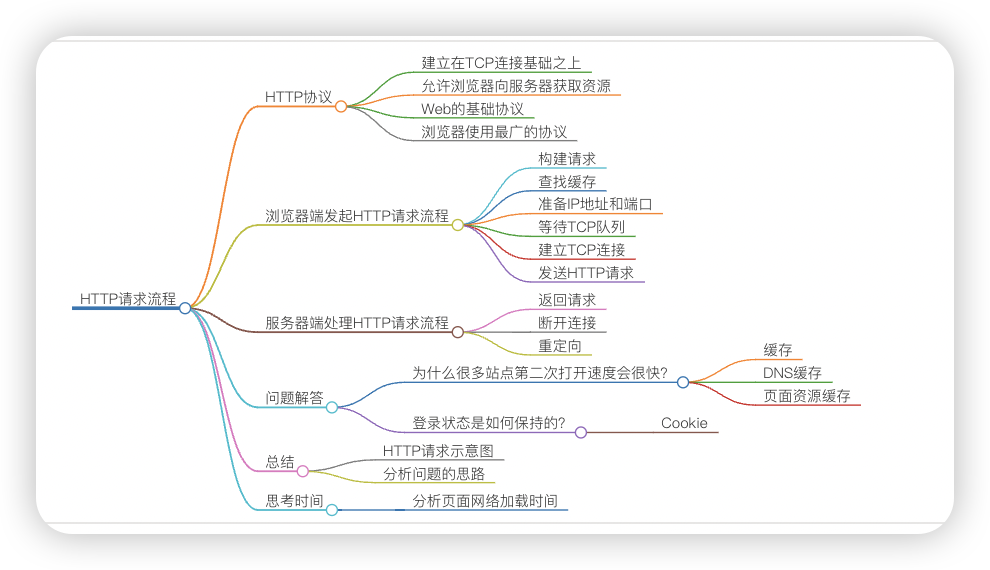 HTTP请求流程
HTTP协议
建立在TCP连接基础之上
允许浏览器向服务器获取资源
Web的基础协议
浏览器使用最广的协议
浏览器端发起HTTP请求流程
构建请求
查找缓存
准备IP地址和端口
等待TCP队列
建立TCP连接
发送HTTP请求
服务器端处理HTTP请求流程
返回请求
断开连接
重定向
问题解答
为什么很多站点第二次打开速度会很快?
缓存
DNS缓存
页面资源缓存
登录状态是如何保持的?
Cookie
总结
HTTP请求示意图
分析问题的思路
思考时间
分析页面网络加载时间